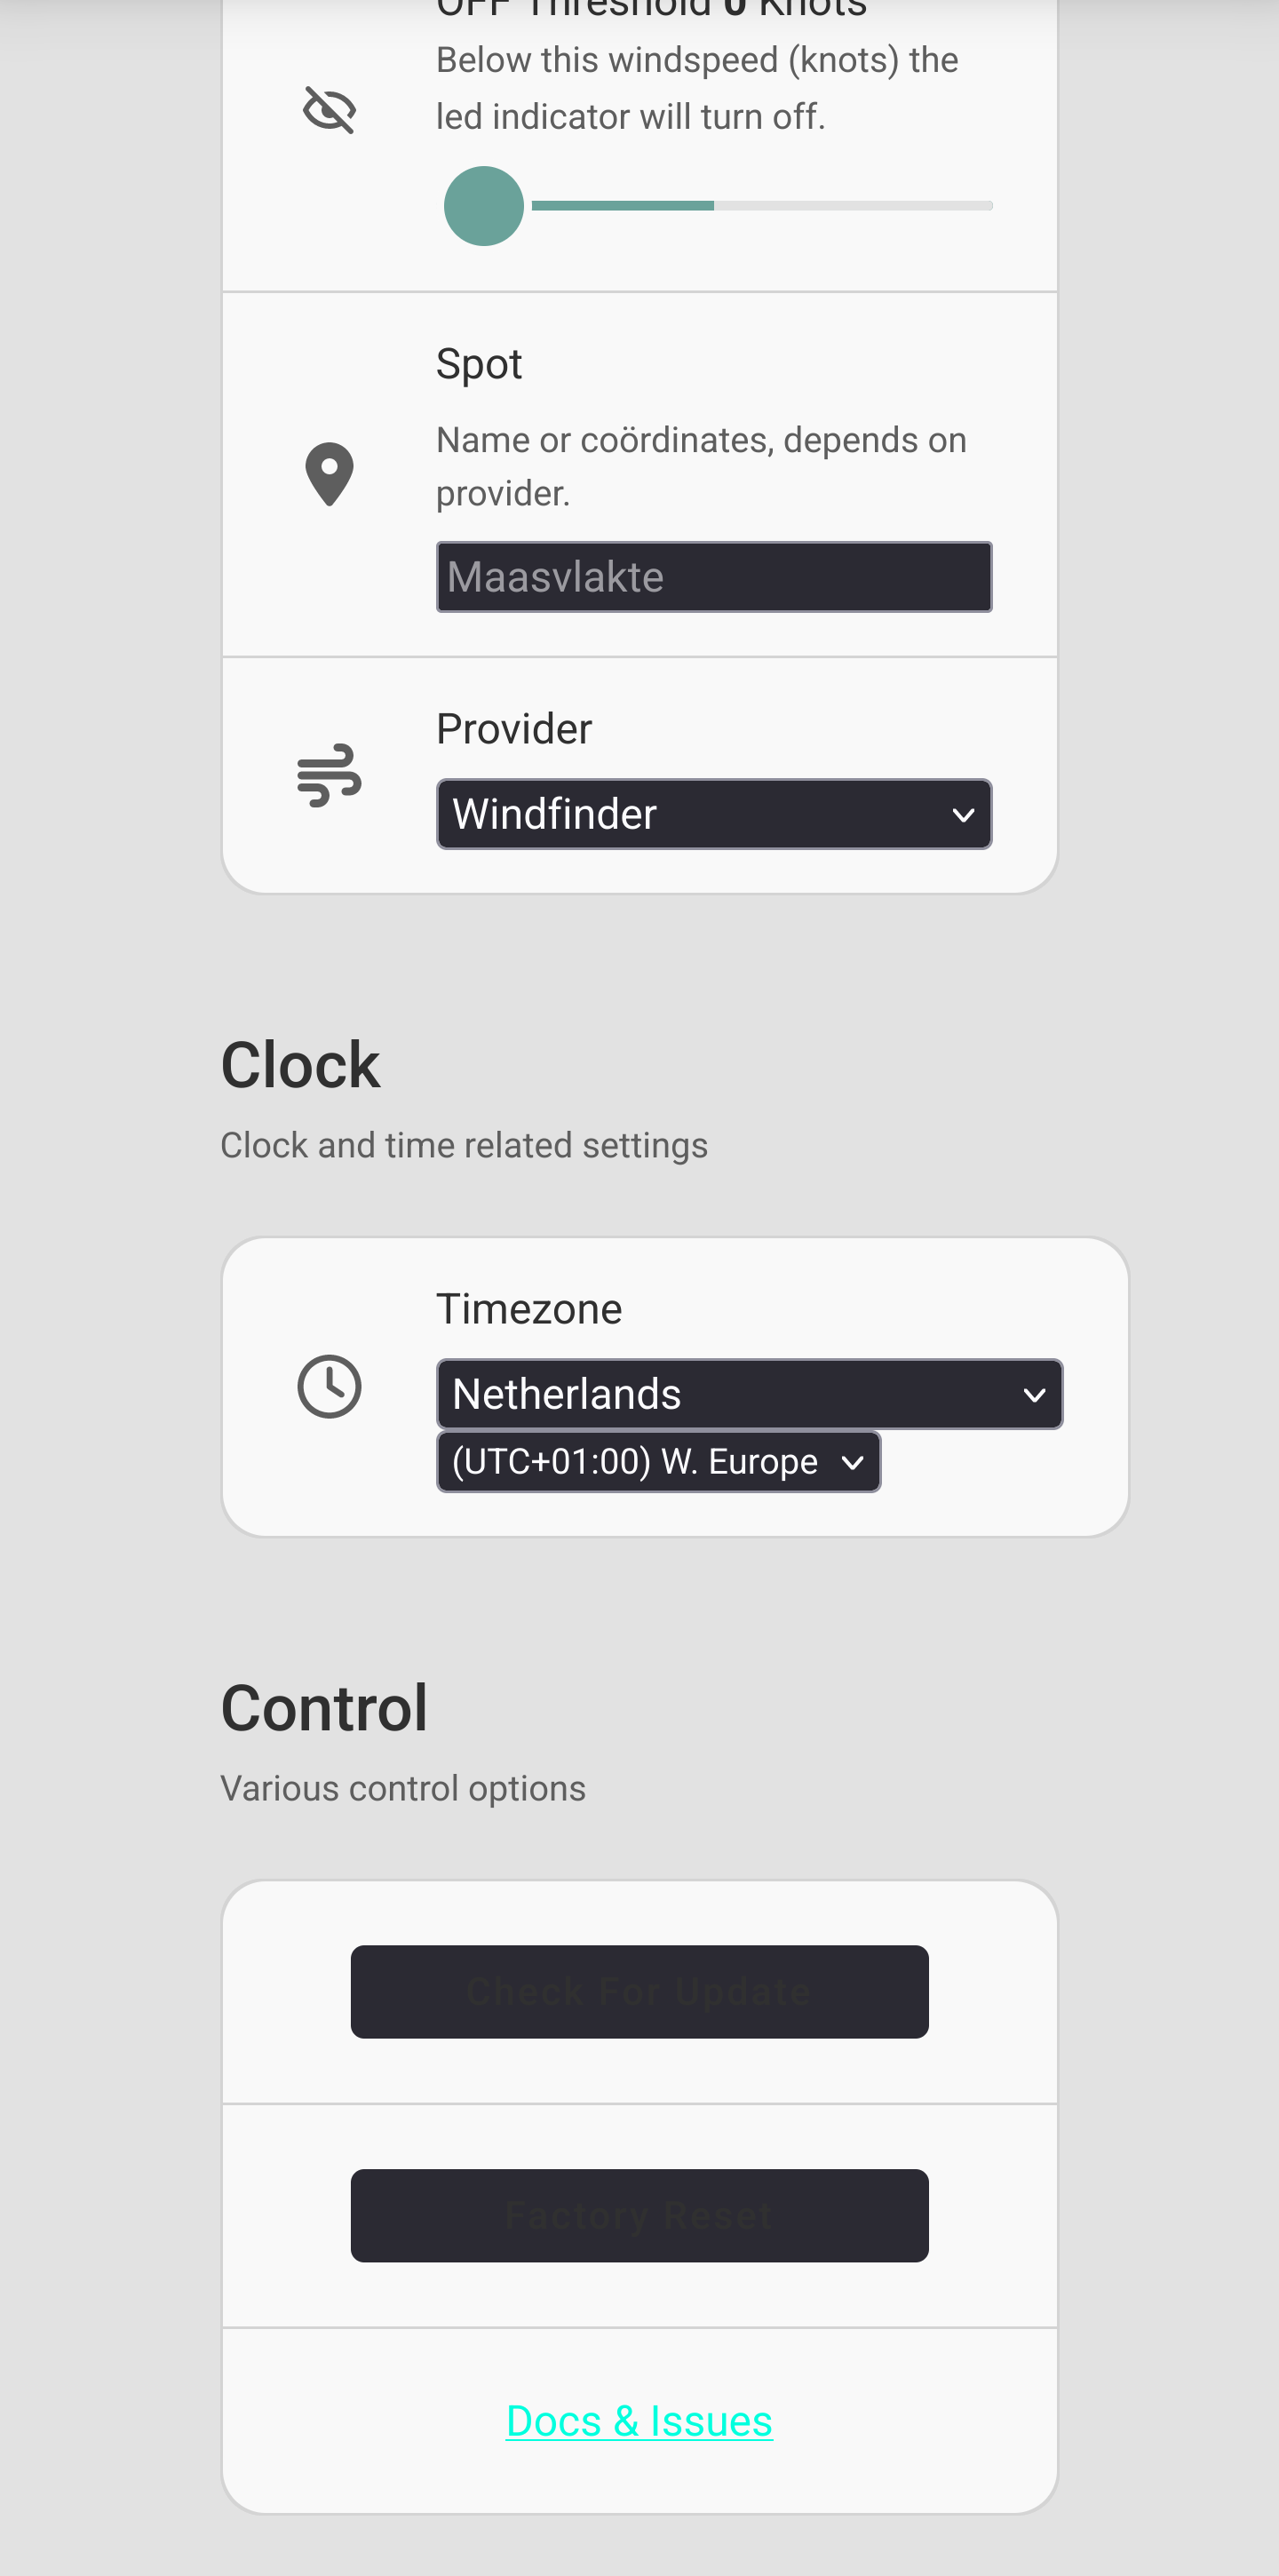 OFF Threshold 0 Knots
Below this windspeed (knots) the
led indicator will turn off.
Spot
Name or coördinates, depends on
provider.
Maasvlakte
Provider
Windfinder
Clock
Clock and time related settings
Timezone
Netherlands
(UTC+01:00) W. Europe
Control
Various control options
Check For Update
Factory Reset
Docs & Issues